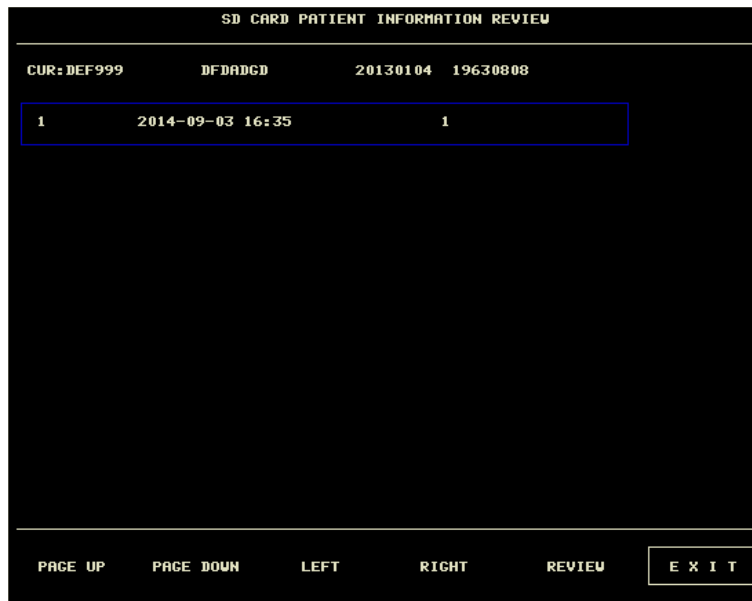 SD CARD PATIENT INFORMATION REVIEW
CUR:DEF999 DFDADGD 20130104 19630808
1 2014-09-03 16:35 1
PAGE UP PAGE DOWN LEFT RIGHT REVIEW E X I T